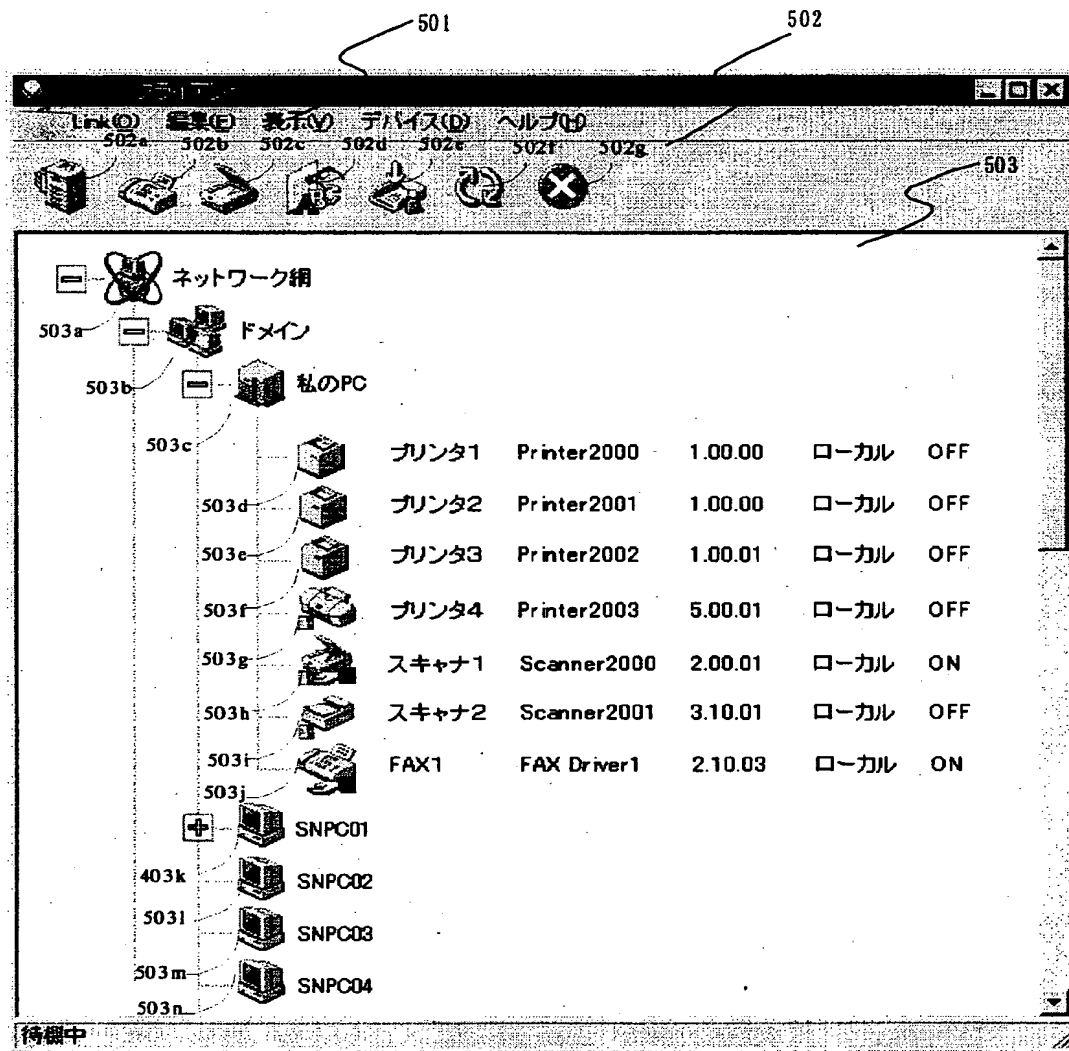 501
502
Link(O) 編集(E) 表示(V) デバイス(D) ヘルプ(H)
502a 502b 502c 502d 502e 502f 502g
503
ネットワーク網
503a
ドメイン
503b
私のPC
503c
プリンタ1 Printer2000 1.00.00 ローカル OFF
503d
プリンタ2 Printer2001 1.00.00 ローカル OFF
503e
プリンタ3 Printer2002 1.00.01 ローカル OFF
503f
プリンタ4 Printer2003 5.00.01 ローカル OFF
503g
スキャナ1 Scanner2000 2.00.01 ローカル ON
503h
スキャナ2 Scanner2001 3.10.01 ローカル OFF
503i
FAX1 FAX Driver1 2.10.03 ローカル ON
503j
SNPC01
403k
SNPC02
503l
SNPC03
503m
SNPC04
503n
待機中